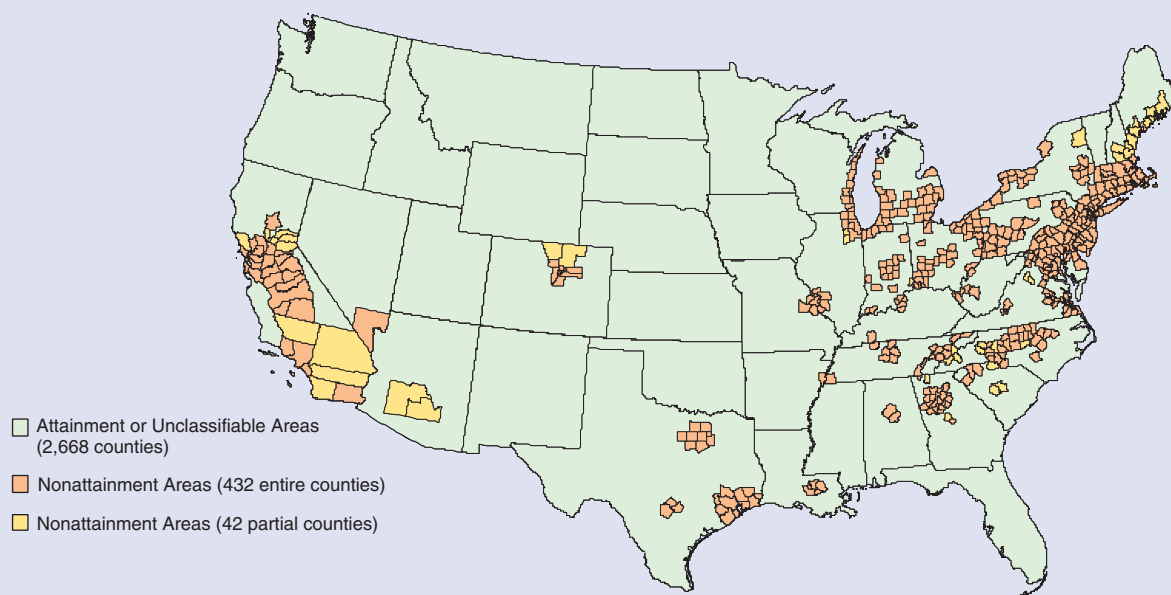 Attainment or Unclassifiable Areas
(2,668 counties)
Nonattainment Areas (432 entire counties)
Nonattainment Areas (42 partial counties)